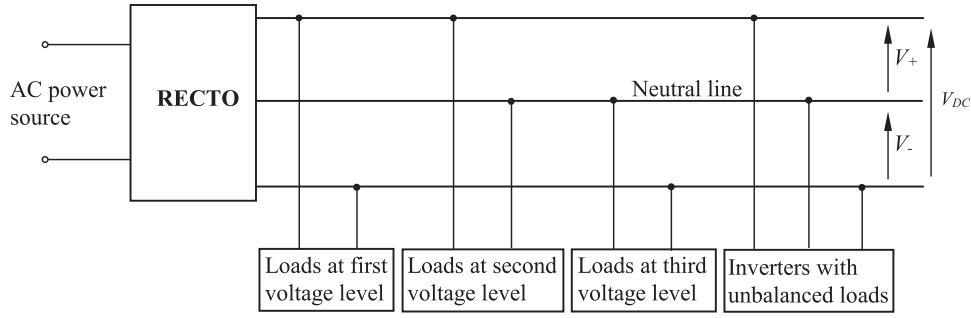 AC power
source
RECTO
Neutral line
V+
V-
VDC
Loads at first
voltage level
Loads at second
voltage level
Loads at third
voltage level
Inverters with
unbalanced loads